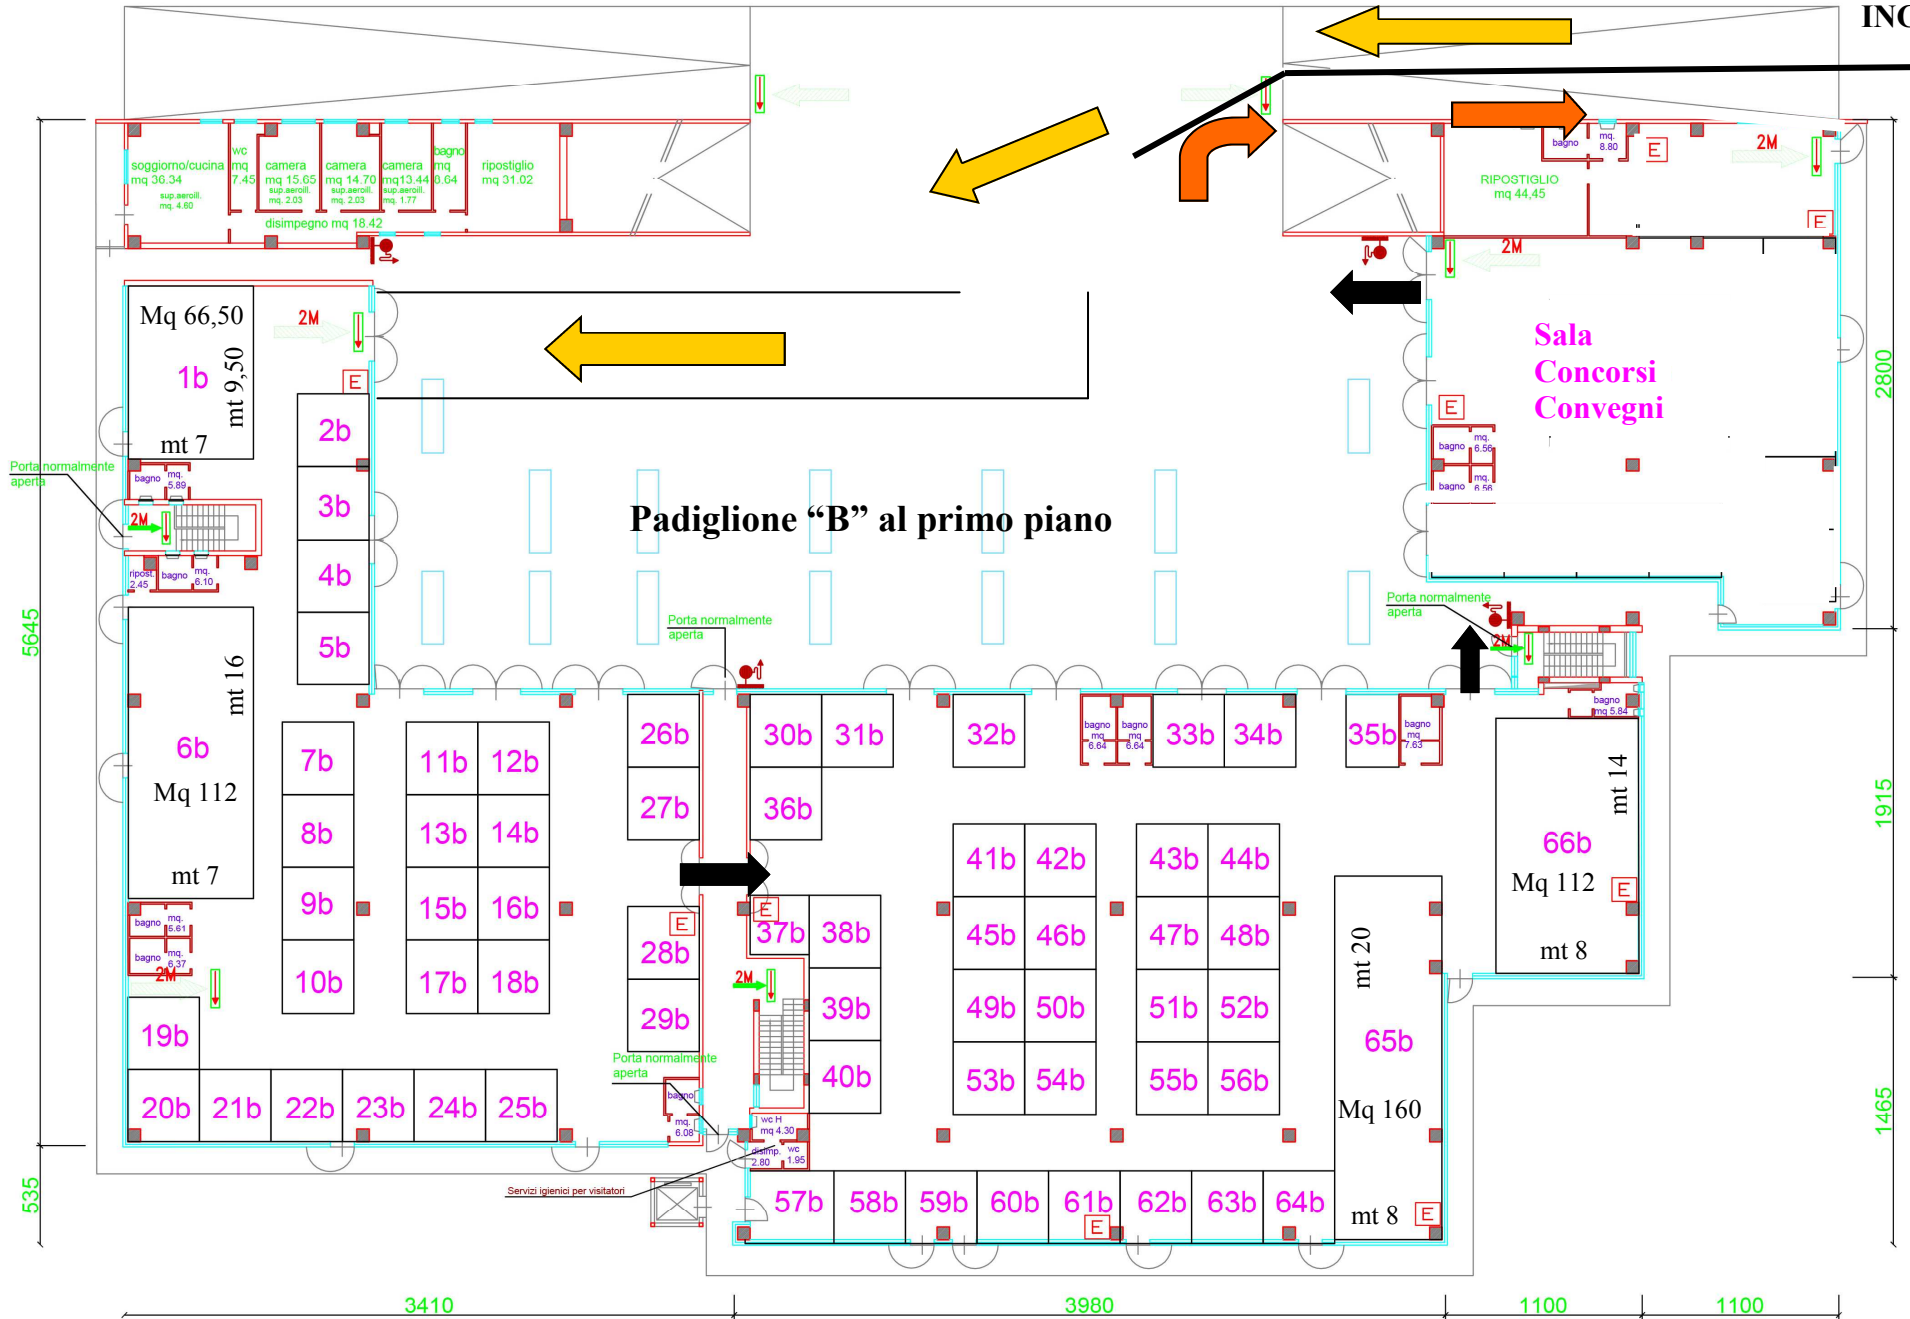 ING
soggiorno/cucina
mq 36.34
sup.aeroill.
mq. 4.60
wc
mq
7.45
camera
mq 15.65
sup.aeroill.
mq. 2.03
camera
mq 14.70
sup.aeroill.
mq. 2.03
camera
mq13.44
sup.aeroill.
mq. 1.77
bagno
mq
8.64
ripostiglio
mq 31.02
disimpegno mq 18.42
bagno
mq.
8.80
E
2M
RIPOSTIGLIO
mq 44,45
E
2M
Mq 66,50
1b
mt 9,50
mt 7
2M
E
Sala
Concorsi
Convegni
E
bagno
mq.
6.56
bagno
mq.
6.56
2800
2b
3b
4b
5b
Porta normalmente
aperta
bagno
mq.
5.89
2M
ripost.
2.45
bagno
mq.
6.10
Padiglione “B” al primo piano
Porta normalmente
aperta
Porta normalmente
aperta
2M
5645
mt 16
6b
Mq 112
mt 7
7b
8b
9b
10b
11b
12b
13b
14b
15b
16b
17b
18b
26b
27b
28b
E
29b
30b
31b
32b
bagno
mq
6.64
bagno
mq
6.64
33b
34b
35b
bagno
mq
7.63
bagno
mq 5.84
36b
E
37b
38b
39b
40b
2M
41b
42b
43b
44b
45b
46b
47b
48b
49b
50b
51b
52b
53b
54b
55b
56b
mt 14
66b
Mq 112
E
mt 8
1915
mt 20
65b
Mq 160
mt 8
E
1465
bagno
mq.
5.61
bagno
mq.
6.37
2M
19b
20b
21b
22b
23b
24b
25b
Porta normalmente
aperta
bagno
mq.
6.08
wc H
mq 4.30
disimp.
2.80
wc
1.95
Servizi igienici per visitatori
535
57b
58b
59b
60b
61b
E
62b
63b
64b
3410
3980
1100
1100